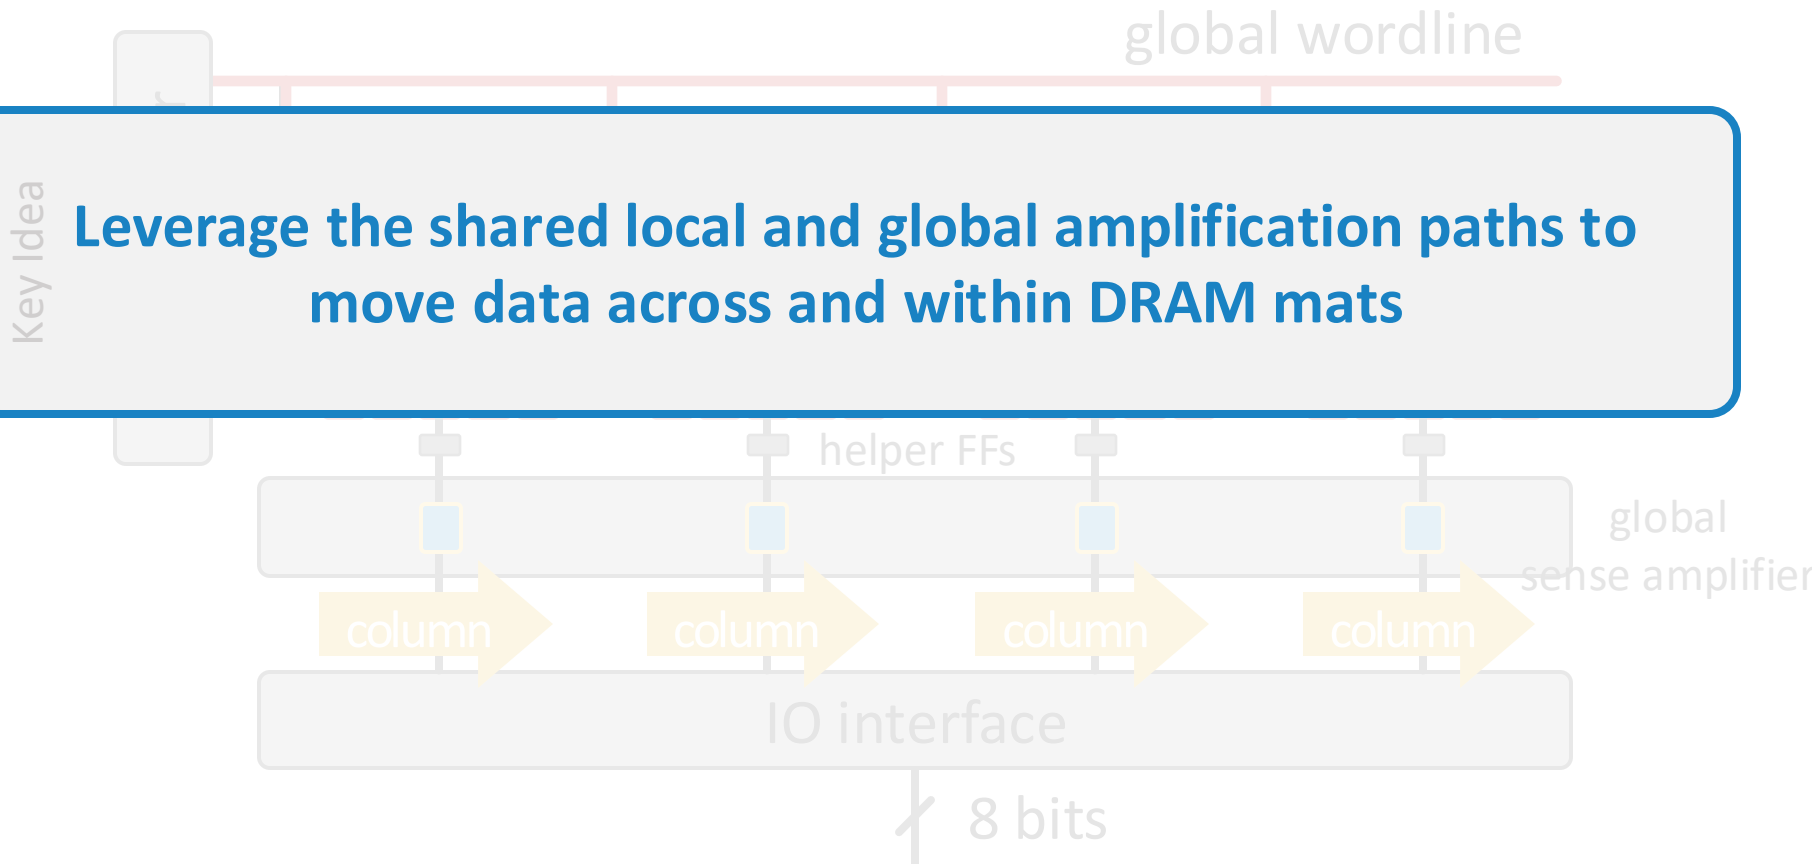 global wordline
Key Idea
Leverage the shared local and global amplification paths to
move data across and within DRAM mats
helper FFs
global
sense amplifier
column column column column
IO interface
8 bits